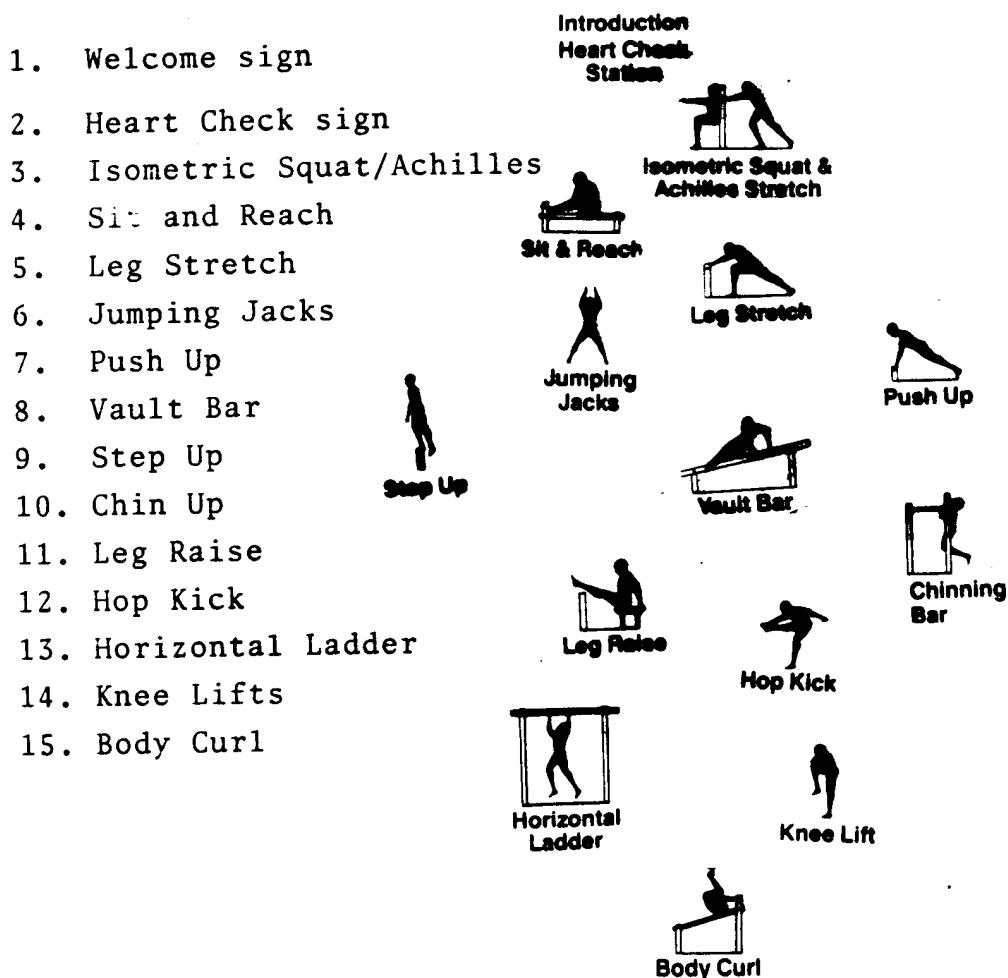 1. Welcome sign
2. Heart Check sign
3. Isometric Squat/Achilles
4. Sit and Reach
5. Leg Stretch
6. Jumping Jacks
7. Push Up
8. Vault Bar
9. Step Up
10. Chin Up
11. Leg Raise
12. Hop Kick
13. Horizontal Ladder
14. Knee Lifts
15. Body Curl
Introduction
Heart Check
Station
Isometric Squat &
Achilles Stretch
Sit & Reach
Leg Stretch
Jumping
Jacks
Push Up
Step Up
Vault Bar
Chinning
Bar
Leg Raise
Hop Kick
Horizontal
Ladder
Knee Lift
Body Curl